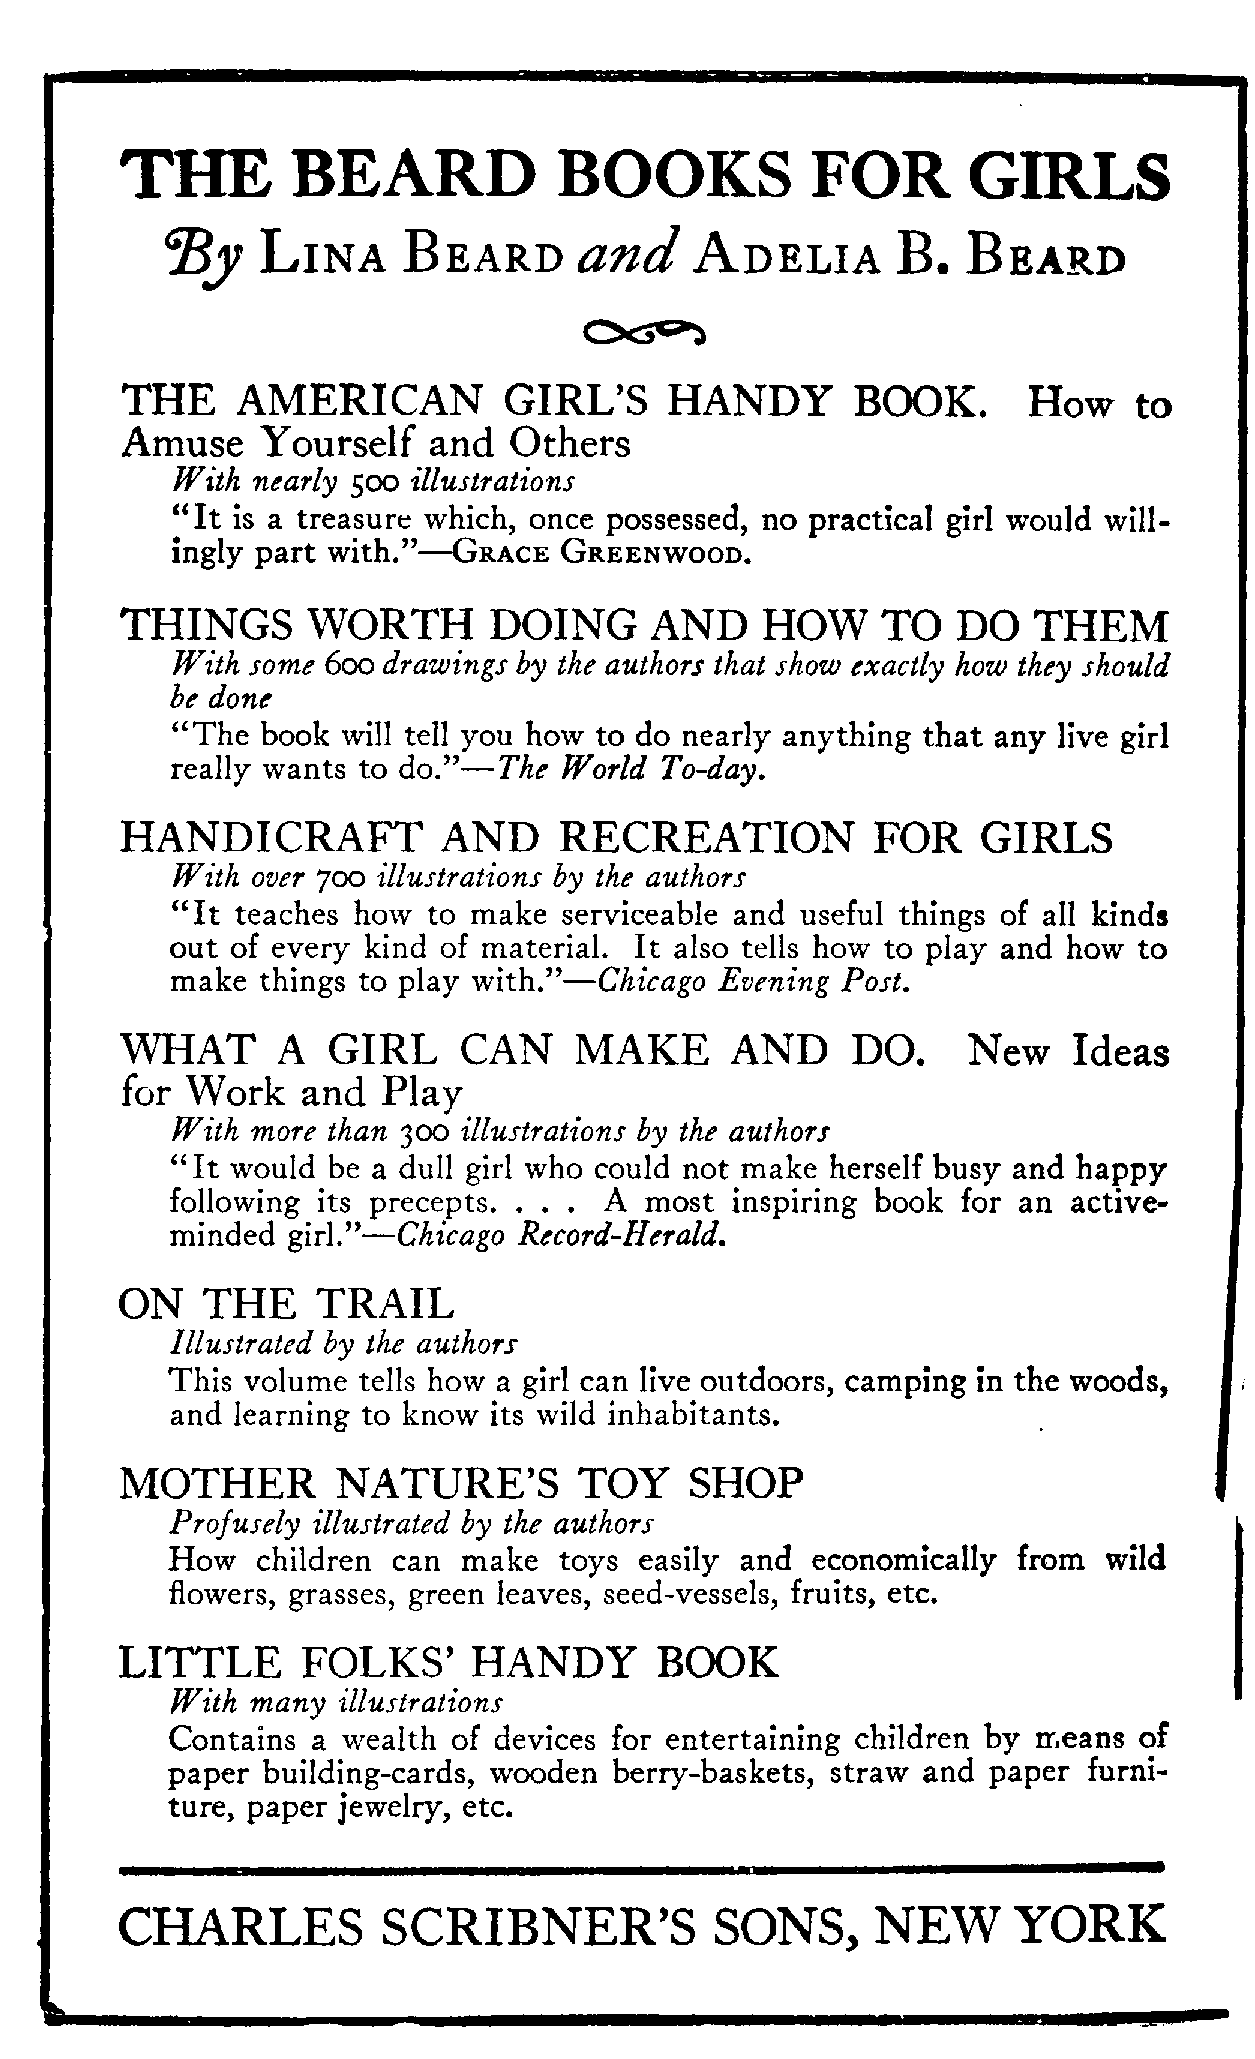 THE BEARD BOOKS FOR GIRLS
By LINA BEARD and ADELIA B. BEARD
THE AMERICAN GIRL'S HANDY BOOK. How to
Amuse Yourself and Others
With nearly 500 illustrations
"It is a treasure which, once possessed, no practical girl would will-
ingly part with."—GRACE GREENWOOD.
THINGS WORTH DOING AND HOW TO DO THEM
With some 600 drawings by the authors that show exactly how they should
be done
"The book will tell you how to do nearly anything that any live girl
really wants to do."—The World To-day.
HANDICRAFT AND RECREATION FOR GIRLS
With over 700 illustrations by the authors
"It teaches how to make serviceable and useful things of all kinds
out of every kind of material. It also tells how to play and how to
make things to play with."—Chicago Evening Post.
WHAT A GIRL CAN MAKE AND DO. New Ideas
for Work and Play
With more than 300 illustrations by the authors
"It would be a dull girl who could not make herself busy and happy
following its precepts. . . . A most inspiring book for an active-
minded girl."—Chicago Record-Herald.
ON THE TRAIL
Illustrated by the authors
This volume tells how a girl can live outdoors, camping in the woods,
and learning to know its wild inhabitants.
MOTHER NATURE'S TOY SHOP
Profusely illustrated by the authors
How children can make toys easily and economically from wild
flowers, grasses, green leaves, seed-vessels, fruits, etc.
LITTLE FOLKS' HANDY BOOK
With many illustrations
Contains a wealth of devices for entertaining children by means of
paper building-cards, wooden berry-baskets, straw and paper furni-
ture, paper jewelry, etc.
CHARLES SCRIBNER'S SONS, NEW YORK